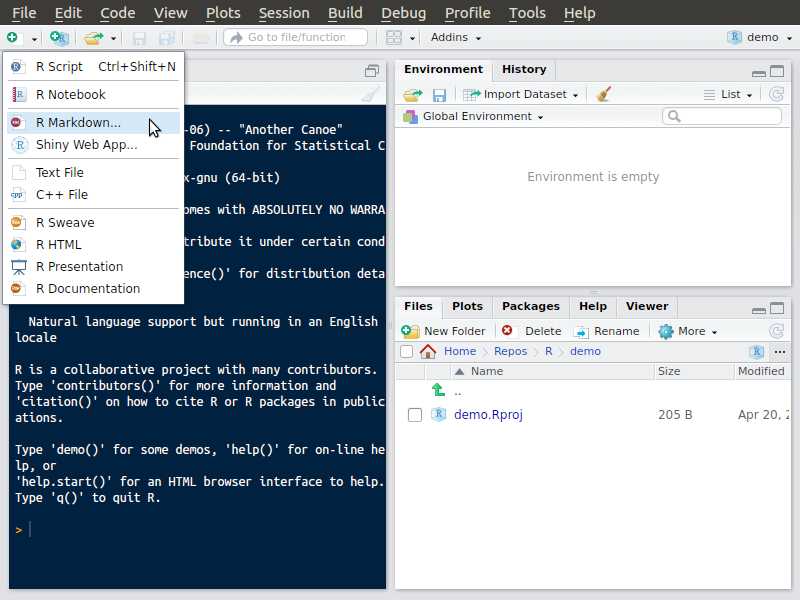 File Edit Code View Plots Session Build Debug Profile Tools Help
Go to file/function
Addins
demo
R Script Ctrl+Shift+N
R Notebook
R Markdown...
Shiny Web App...
Text File
C++ File
R Sweave
R HTML
R Presentation
R Documentation
-06) -- "Another Canoe"
Foundation for Statistical C
x-gnu (64-bit)
omes with ABSOLUTELY NO WARRA
tribute it under certain cond
ence()' for distribution deta
Natural language support but running in an English
locale
R is a collaborative project with many contributors.
Type 'contributors()' for more information and
'citation()' on how to cite R or R packages in public
ations.
Type 'demo()' for some demos, 'help()' for on-line he
lp, or
'help.start()' for an HTML browser interface to help.
Type 'q()' to quit R.
>
Environment History
Import Dataset List
Global Environment
Environment is empty
Files Plots Packages Help Viewer
New Folder Delete Rename More
Home Repos R demo
Name Size Modified
..
demo.Rproj 205 B Apr 20, 2